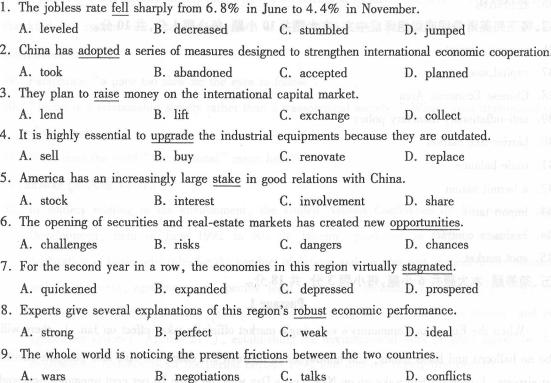 1. The jobless rate fell sharply from 6.8% in June to 4.4% in November.
A. leveled B. decreased C. stumbled D. jumped
2. China has adopted a series of measures designed to strengthen international economic cooperation
A. took B. abandoned C. accepted D. planned
3. They plan to raise money on the international capital market.
A. lend B. lift C. exchange D. collect
4. It is highly essential to upgrade the industrial equipments because they are outdated.
A. sell B. buy C. renovate D. replace
5. America has an increasingly large stake in good relations with China.
A. stock B. interest C. involvement D. share
6. The opening of securities and real-estate markets has created new opportunities.
A. challenges B. risks C. dangers D. chances
7. For the second year in a row, the economies in this region virtually stagnated.
A. quickened B. expanded C. depressed D. prospered
8. Experts give several explanations of this region's robust economic performance.
A. strong B. perfect C. weak D. ideal
9. The whole world is noticing the present frictions between the two countries.
A. wars B. negotiations C. talks D. conflicts